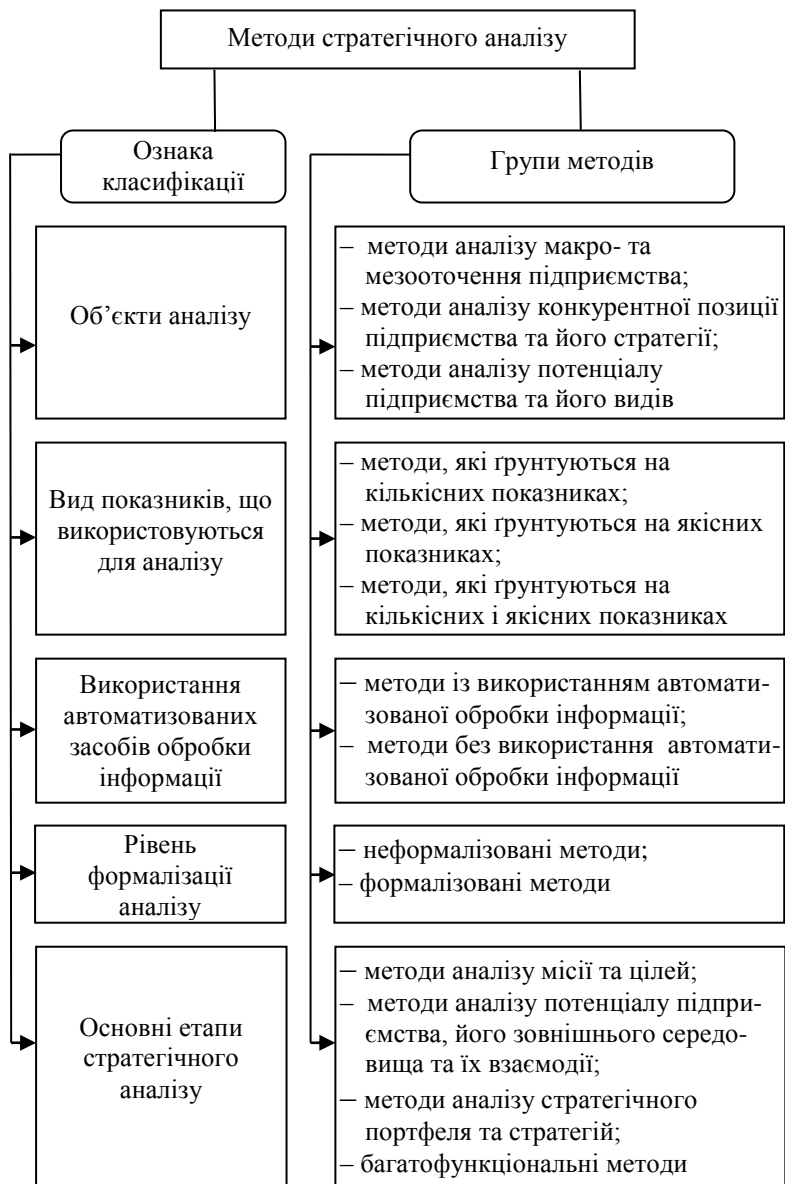 Методи стратегічного аналізу
Ознака
класифікації
Групи методів
Об’єкти аналізу
– методи аналізу макро- та
мезооточення підприємства;
– методи аналізу конкурентної позиції
підприємства та його стратегії;
– методи аналізу потенціалу
підприємства та його видів
Вид показників, що
використовуються
для аналізу
– методи, які ґрунтуються на
кількісних показниках;
– методи, які ґрунтуються на якісних
показниках;
– методи, які ґрунтуються на
кількісних і якісних показниках
Використання
автоматизованих
засобів обробки
інформації
– методи із використанням автомати-
зованої обробки інформації;
– методи без використання автомати-
зованої обробки інформації
Рівень
формалізації
аналізу
– неформалізовані методи;
– формалізовані методи
Основні етапи
стратегічного
аналізу
– методи аналізу місії та цілей;
– методи аналізу потенціалу підпри-
ємства, його зовнішнього середо-
вища та їх взаємодії;
– методи аналізу стратегічного
портфеля та стратегій;
– багатофункціональні методи